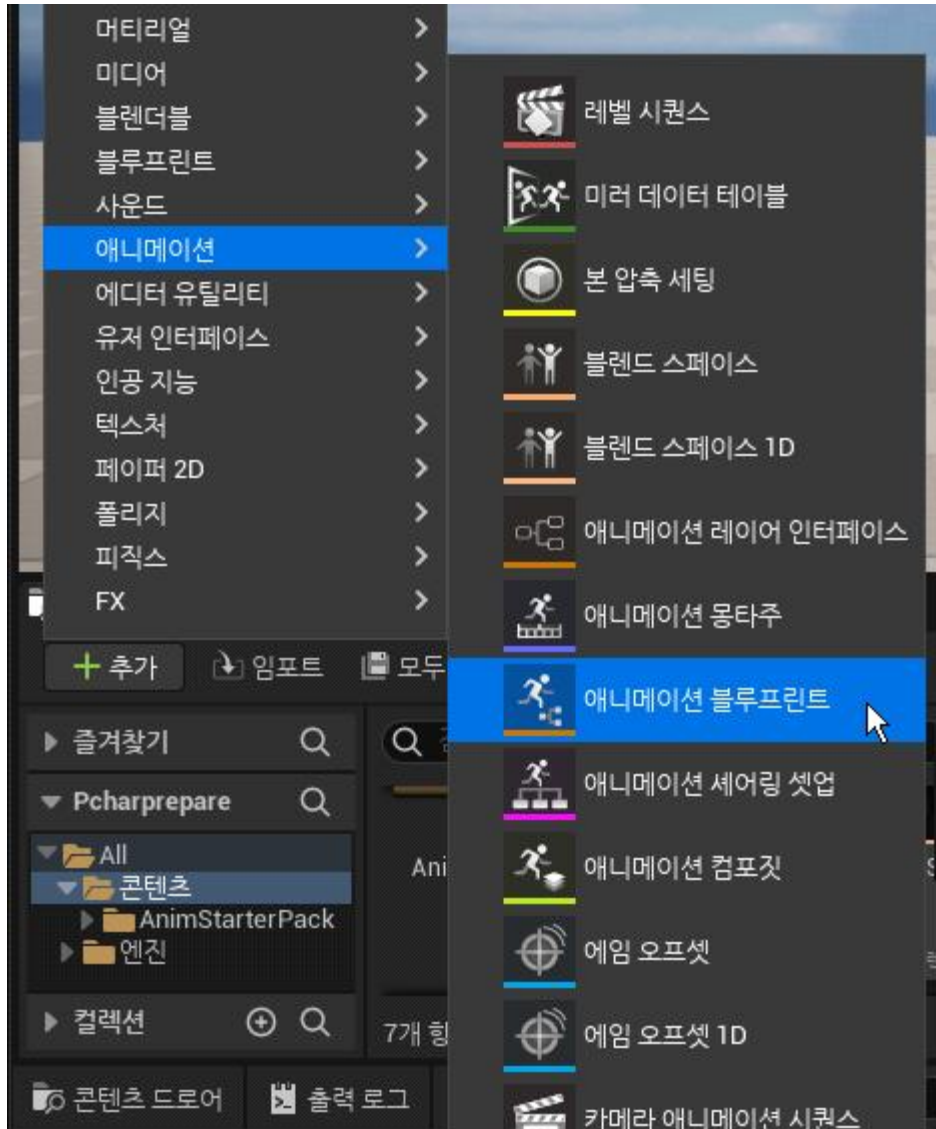 머티리얼
미디어
블렌더블
블루프린트
사운드
애니메이션
에디터 유틸리티
유저 인터페이스
인공 지능
텍스처
페이퍼 2D
폴리지
피직스
FX
레벨 시퀀스
미러 데이터 테이블
본 압축 세팅
블렌드 스페이스
블렌드 스페이스 1D
애니메이션 레이어 인터페이스
애니메이션 몽타주
애니메이션 블루프린트
애니메이션 셰어링 셋업
애니메이션 컴포짓
에임 오프셋
에임 오프셋 1D
카메라 애니메이션 시퀀스
추가 임포트 모두
즐겨찾기
Pcharprepare
All
콘텐츠
AnimStarterPack
엔진
컬렉션
Ani
7개 항
콘텐츠 드로어 출력 로그